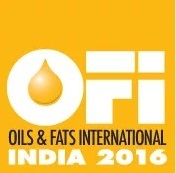 OFI
OILS & FATS INTERNATIONAL
INDIA 2016